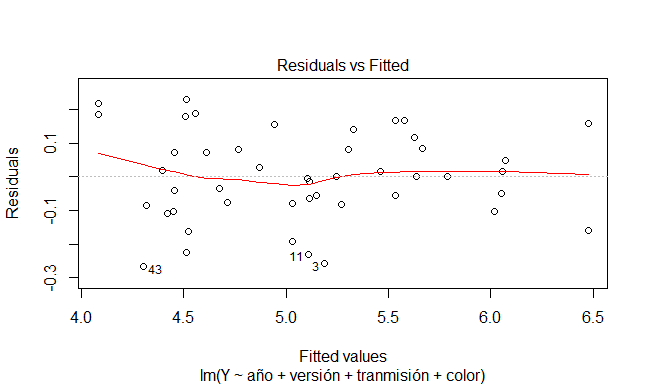 Residuals vs Fitted
Residuals
0.1
-0.1
-0.3
43
11
3
4.0 4.5 5.0 5.5 6.0 6.5
Fitted values
lm(Y ~ año + versión + tranmisión + color)